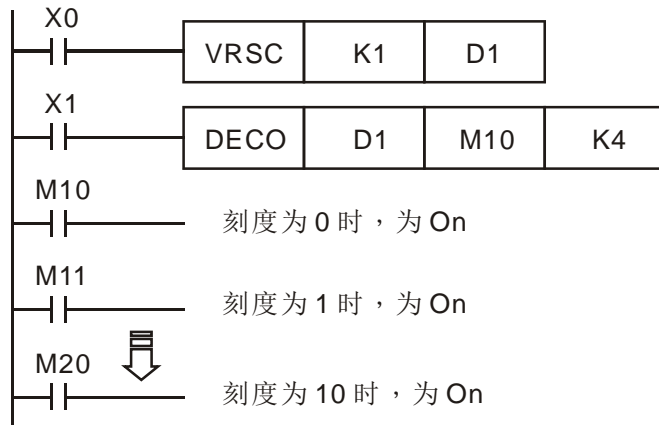 X0
VRSC K1 D1
X1
DECO D1 M10 K4
M10
刻度为 0 时，为 On
M11
刻度为 1 时，为 On
M20
刻度为 10 时，为 On